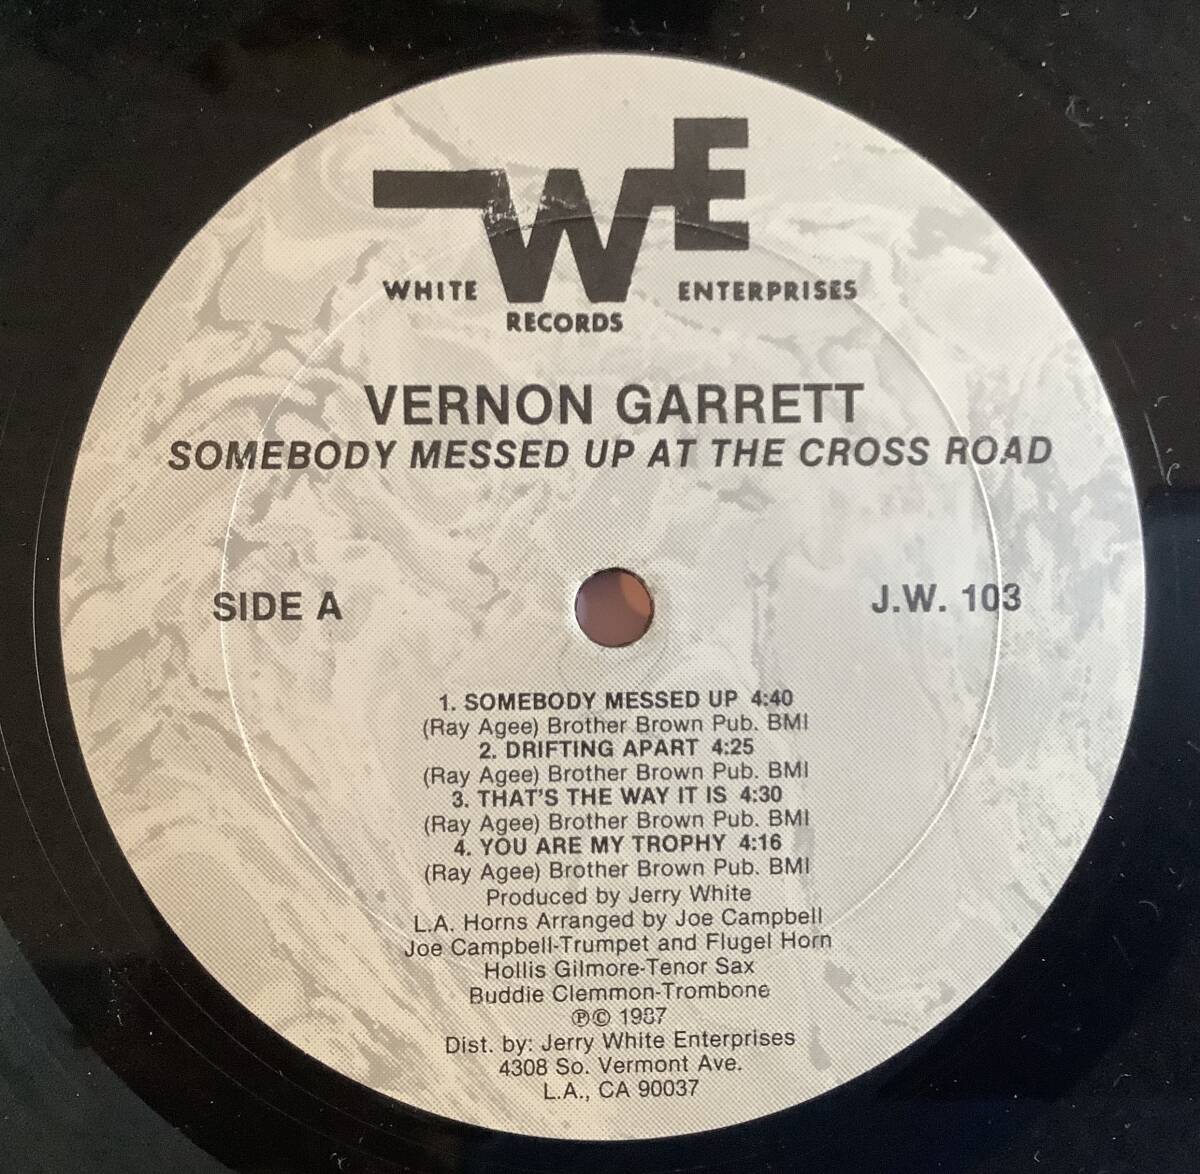 WE
WHITE ENTERPRISES
RECORDS
VERNON GARRETT
SOMEBODY MESSED UP AT THE CROSS ROAD
SIDE A J.W. 103
1. SOMEBODY MESSED UP 4:40
(Ray Agee) Brother Brown Pub. BMI
2. DRIFTING APART 4:25
(Ray Agee) Brother Brown Pub. BMI
3. THAT'S THE WAY IT IS 4:30
(Ray Agee) Brother Brown Pub. BMI
4. YOU ARE MY TROPHY 4:16
(Ray Agee) Brother Brown Pub. BMI
Produced by Jerry White
L.A. Horns Arranged by Joe Campbell
Joe Campbell-Trumpet and Flugel Horn
Hollis Gilmore-Tenor Sax
Buddie Clemmon-Trombone
℗© 1987
Dist. by: Jerry White Enterprises
4308 So. Vermont Ave.
L.A., CA 90037